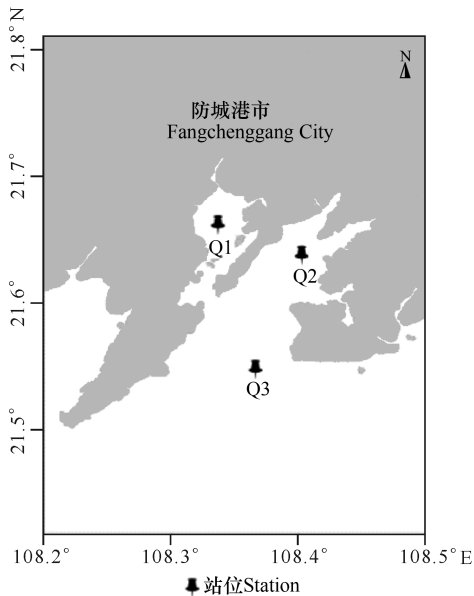 21.8°N
N
防城港市
Fangchenggang City
21.7°
Q1
Q2
21.6°
Q3
21.5°
108.2° 108.3° 108.4° 108.5°E
站位Station